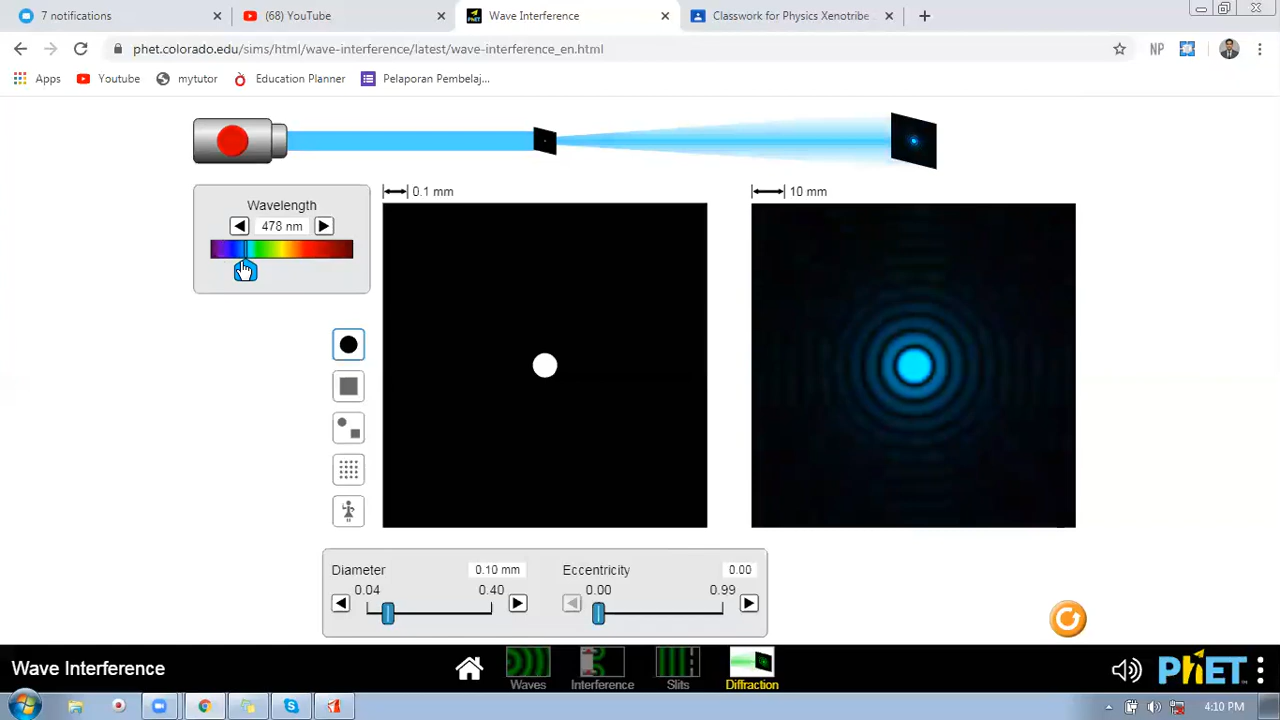 7 notifications
(68) YouTube
Wave Interference
Classwork for Physics Xenotribe
phet.colorado.edu/sims/html/wave-interference/latest/wave-interference_en.html
NP
Apps
Youtube
mytutor
Education Planner
Pelaporan Pembelaj...
0.1 mm
10 mm
Wavelength
478 nm
Diameter
0.10 mm
Eccentricity
0.00
0.04
0.40
0.00
0.99
Wave Interference
Waves
Interference
Slits
Diffraction
PhET
4:10 PM